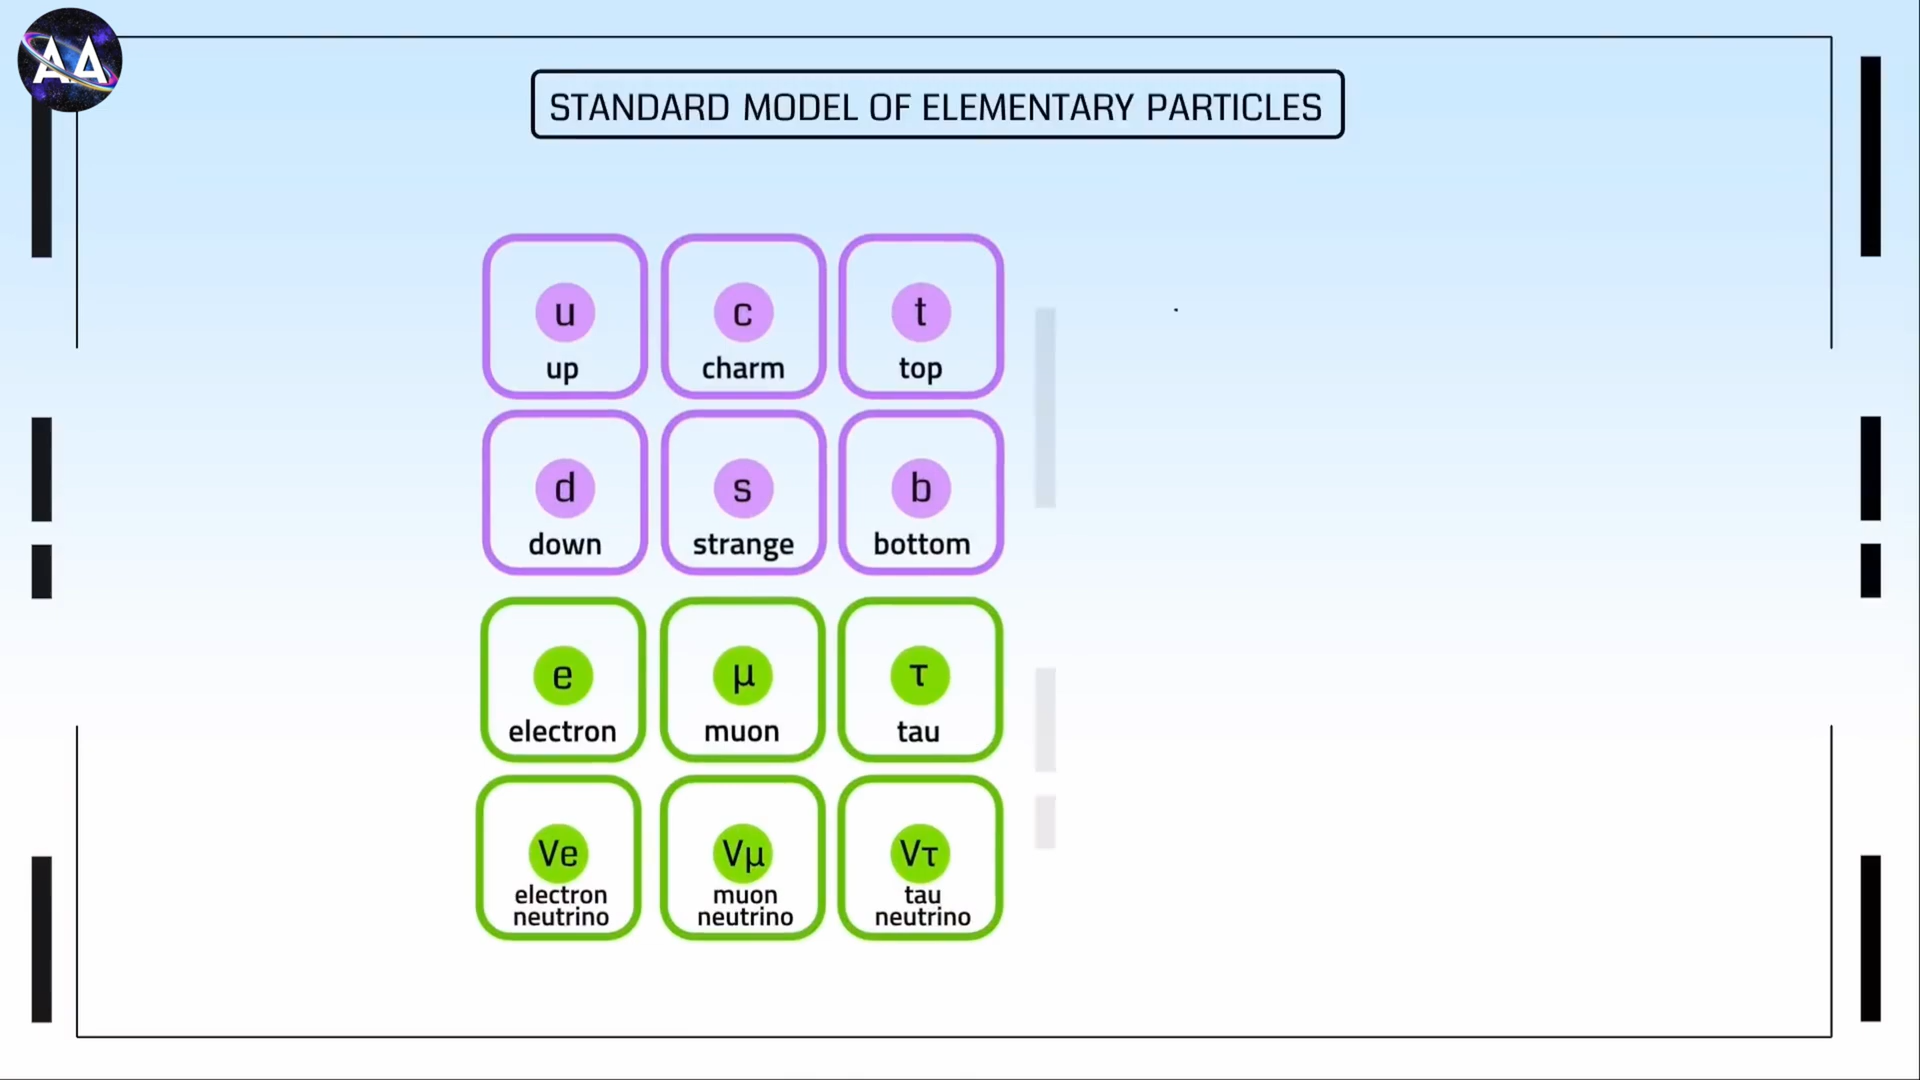 AA
STANDARD MODEL OF ELEMENTARY PARTICLES
u
up
c
charm
t
top
d
down
s
strange
b
bottom
e
electron
μ
muon
τ
tau
Ve
electron
neutrino
Vμ
muon
neutrino
Vτ
tau
neutrino